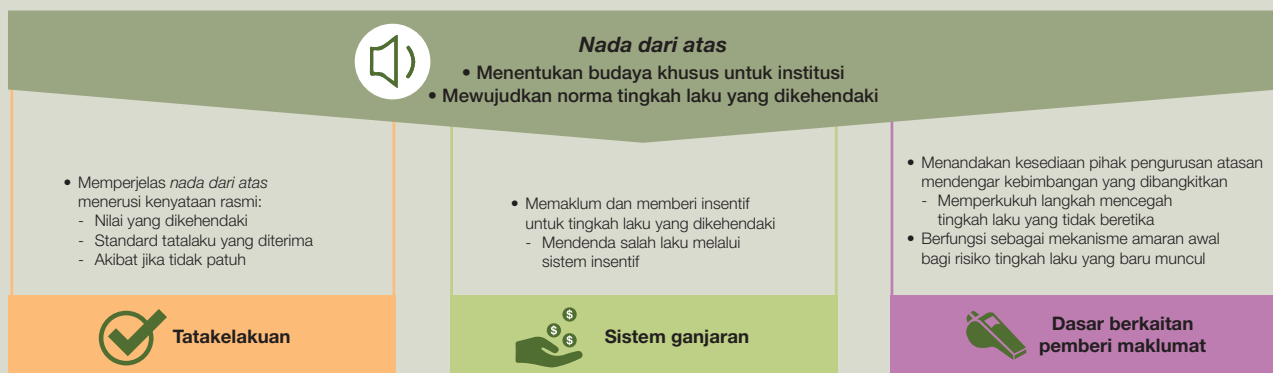 Nada dari atas
• Menentukan budaya khusus untuk institusi
• Mewujudkan norma tingkah laku yang dikehendaki
• Memperjelas nada dari atas
menerusi kenyataan rasmi:
- Nilai yang dikehendaki
- Standard tatalaku yang diterima
- Akibat jika tidak patuh
Tatakelakuan
• Memaklum dan memberi insentif
untuk tingkah laku yang dikehendaki
- Mendenda salah laku melalui
sistem insentif
$
$
$
Sistem ganjaran
• Menandakan kesediaan pihak pengurusan atasan
mendengar kebimbangan yang dibangkitkan
- Memperkukuh langkah mencegah
tingkah laku yang tidak beretika
• Berfungsi sebagai mekanisme amaran awal
bagi risiko tingkah laku yang baru muncul
Dasar berkaitan
pemberi maklumat